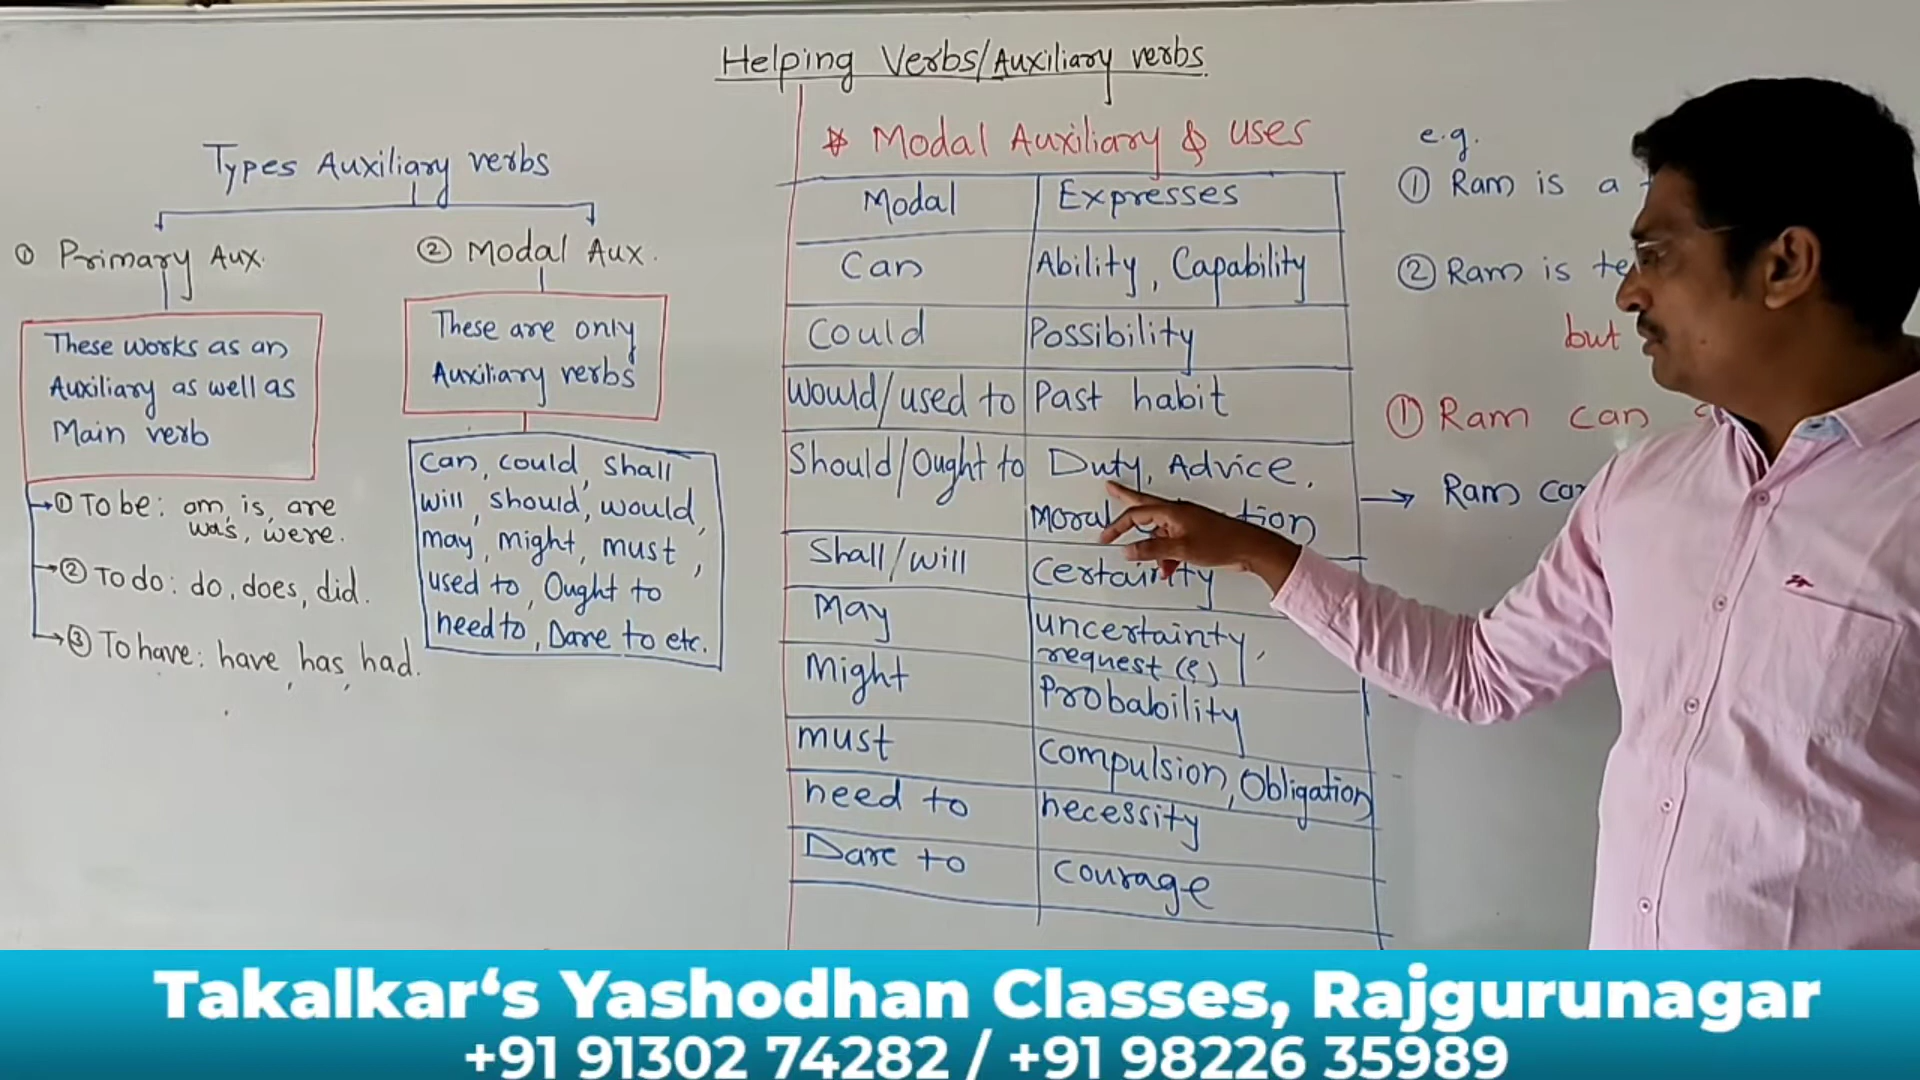 Helping Verbs/Auxiliary verbs.
Types Auxiliary verbs
① Primary Aux.
These works as an
Auxiliary as well as
Main verb
① To be: am, is, are
was, were.
② To do: do, does, did.
③ To have: have, has, had.
② Modal Aux.
These are only
Auxiliary verbs
Can, could, shall
will, should, would,
may, might, must,
used to, Ought to
need to, Dare to etc.
* Modal Auxiliary & uses
Modal Expresses
Can Ability, Capability
Could Possibility
Would/used to Past habit
Should/Ought to Duty, Advice,
Moral
Shall/will Certainty
May uncertainty,
request (?)
Might Probability
must Compulsion, Obligation
need to necessity
Dare to courage
e.g.
① Ram is a
② Ram is
but
① Ram can
→ Ram
Takalkar‘s Yashodhan Classes, Rajgurunagar
+91 91302 74282 / +91 98226 35989